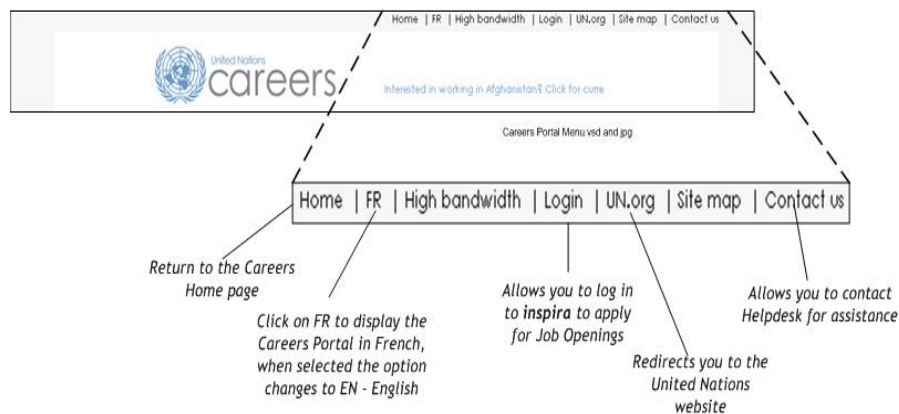 Home | FR | High bandwidth | Login | UN.org | Site map | Contact us
United Nations
careers
Interested in working in Afghanistan? Click for curre
Careers Portal Menu.vsd and jpg
Home | FR | High bandwidth | Login | UN.org | Site map | Contact us
Return to the Careers
Home page
Click on FR to display the
Careers Portal in French,
when selected the option
changes to EN - English
Allows you to log in
to inspira to apply
for Job Openings
Redirects you to the
United Nations
website
Allows you to contact
Helpdesk for assistance